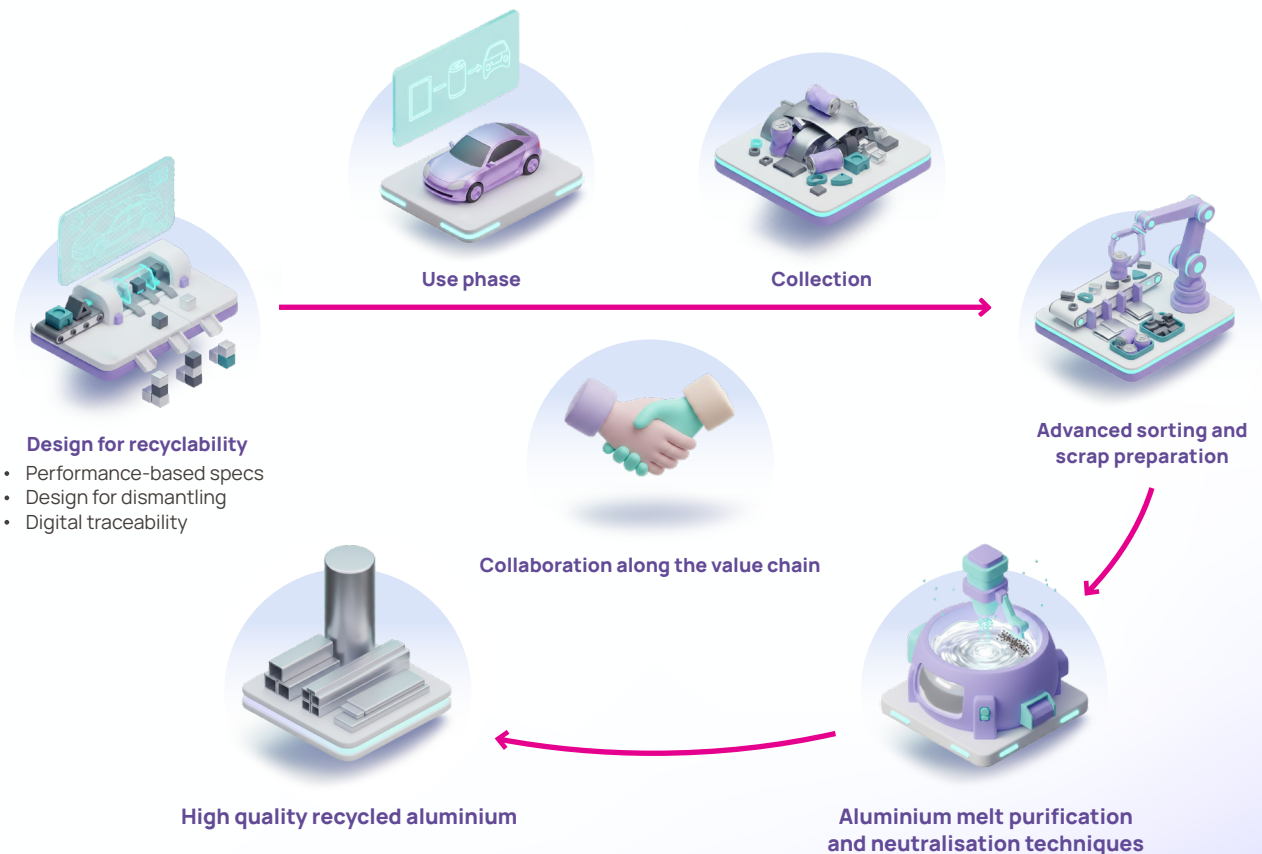 Use phase
Collection
Design for recyclability
• Performance-based specs
• Design for dismantling
• Digital traceability
Advanced sorting and
scrap preparation
Collaboration along the value chain
High quality recycled aluminium
Aluminium melt purification
and neutralisation techniques